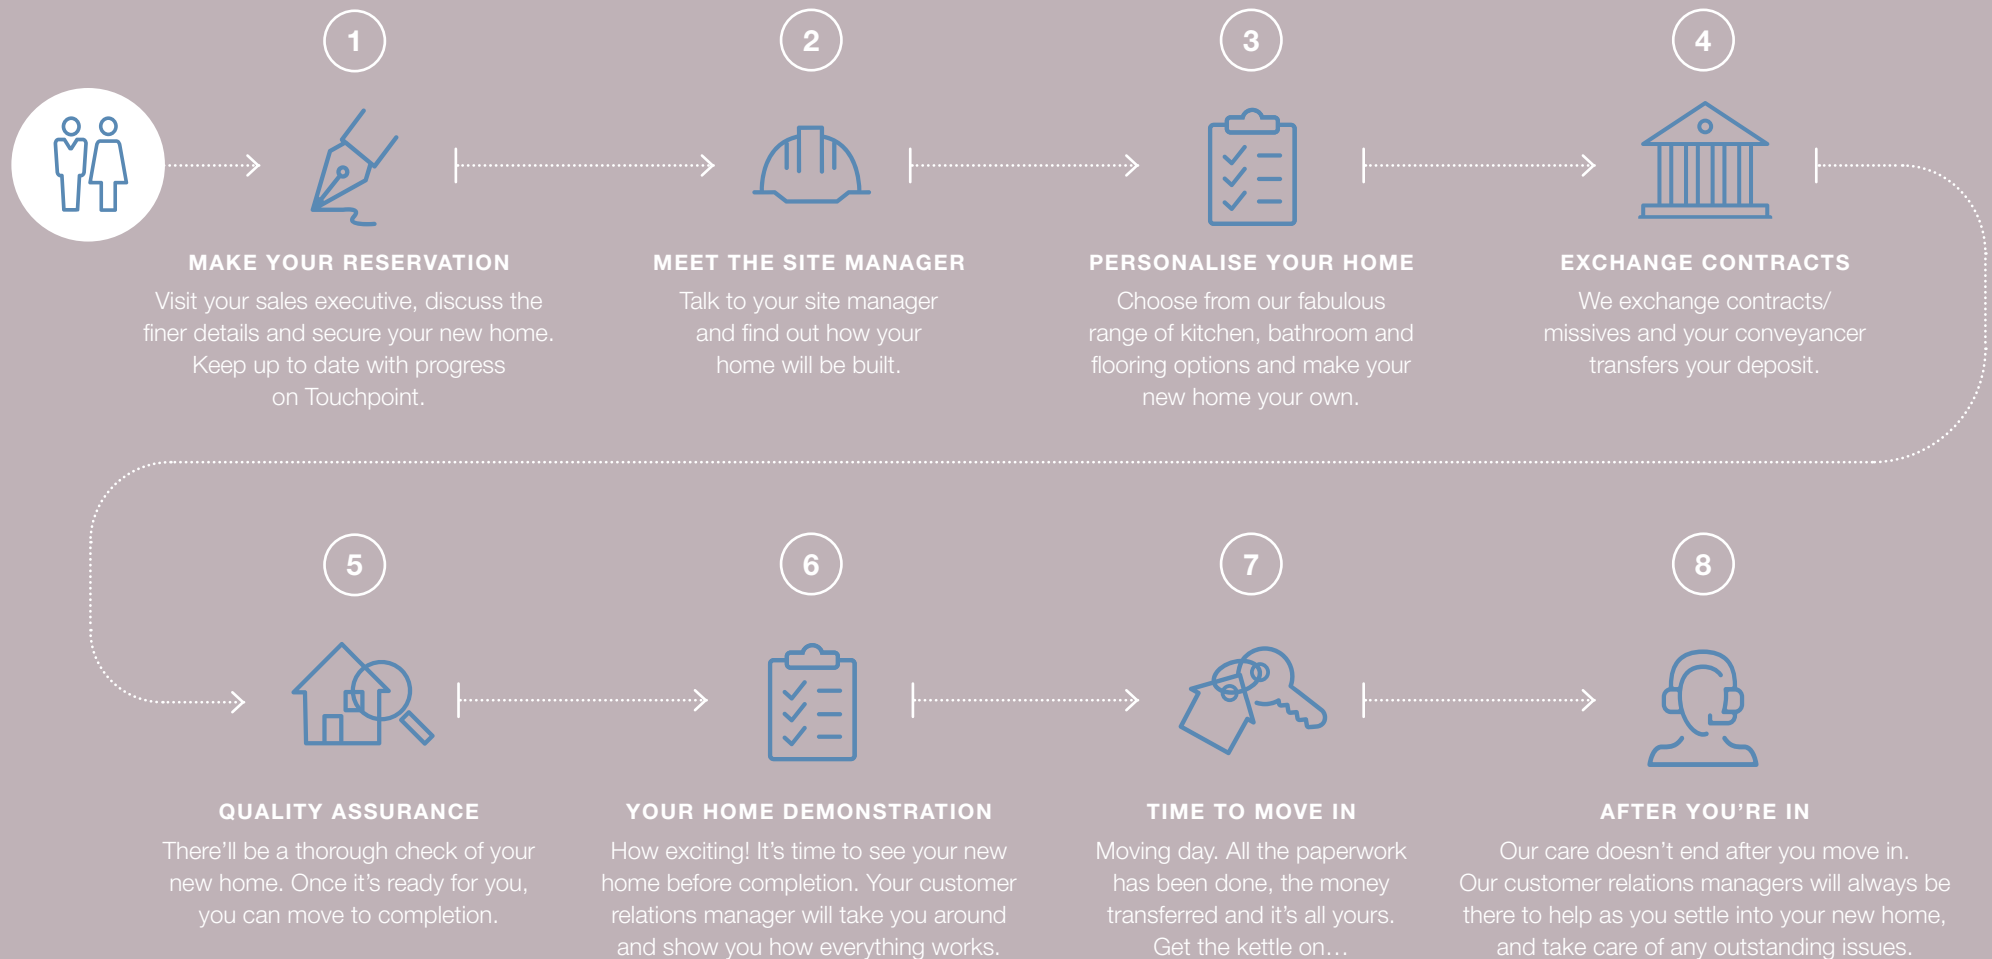 1
MAKE YOUR RESERVATION
Visit your sales executive, discuss the
finer details and secure your new home.
Keep up to date with progress
on Touchpoint.
2
MEET THE SITE MANAGER
Talk to your site manager
and find out how your
home will be built.
3
PERSONALISE YOUR HOME
Choose from our fabulous
range of kitchen, bathroom and
flooring options and make your
new home your own.
4
EXCHANGE CONTRACTS
We exchange contracts/
missives and your conveyancer
transfers your deposit.
5
QUALITY ASSURANCE
There’ll be a thorough check of your
new home. Once it’s ready for you,
you can move to completion.
6
YOUR HOME DEMONSTRATION
How exciting! It’s time to see your new
home before completion. Your customer
relations manager will take you around
and show you how everything works.
7
TIME TO MOVE IN
Moving day. All the paperwork
has been done, the money
transferred and it’s all yours.
Get the kettle on…
8
AFTER YOU’RE IN
Our care doesn’t end after you move in.
Our customer relations managers will always be
there to help as you settle into your new home,
and take care of any outstanding issues.